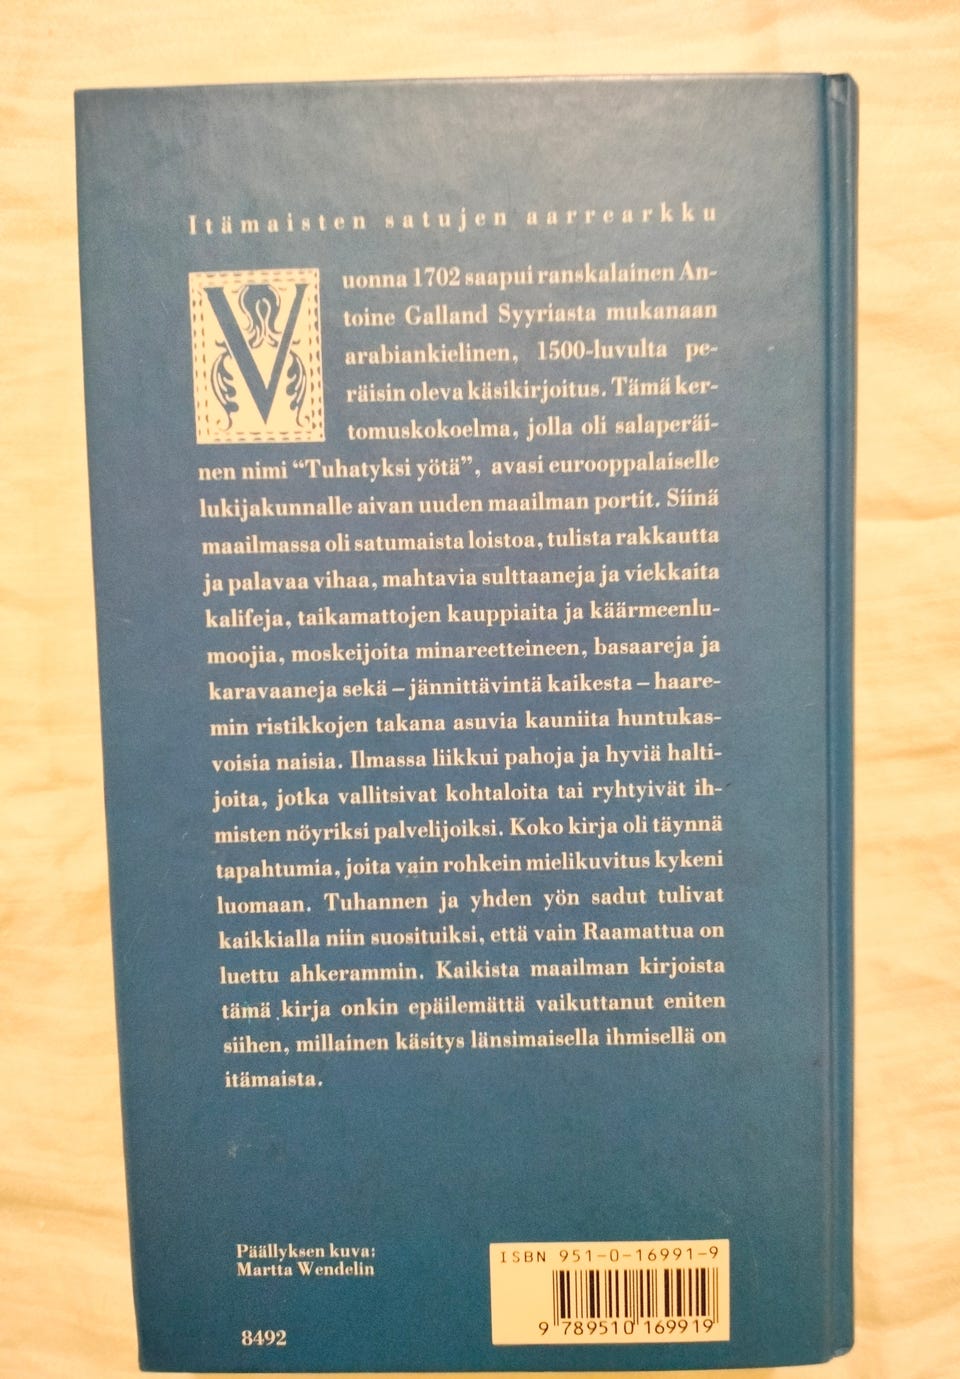 Itämaisten satujen aarrearkku
Vuonna 1702 saapui ranskalainen An-
toine Galland Syyriasta mukanaan
arabiankielinen, 1500-luvulta pe-
räisin oleva käsikirjoitus. Tämä ker-
tomuskokoelma, jolla oli salaperäi-
nen nimi “Tuhatyksi yötä”, avasi eurooppalaiselle
lukijakunnalle aivan uuden maailman portit. Siinä
maailmassa oli satumaista loistoa, tulista rakkautta
ja palavaa vihaa, mahtavia sulttaaneja ja viekkaita
kalifeja, taikamattojen kauppiaita ja käärmeenlu-
moojia, moskeijoita minareetteineen, basaareja ja
karavaaneja sekä – jännittävintä kaikesta – haare-
min ristikkojen takana asuvia kauniita huntukas-
voisia naisia. Ilmassa liikkui pahoja ja hyviä halti-
joita, jotka vallitsivat kohtaloita tai ryhtyivät ih-
misten nöyriksi palvelijoiksi. Koko kirja oli täynnä
tapahtumia, joita vain rohkein mielikuvitus kykeni
luomaan. Tuhannen ja yhden yön sadut tulivat
kaikkialla niin suosituiksi, että vain Raamattua on
luettu ahkerammin. Kaikista maailman kirjoista
tämä kirja onkin epäilemättä vaikuttanut eniten
siihen, millainen käsitys länsimaisella ihmisellä on
itämaista.
Päällyksen kuva:
Martta Wendelin
8492
ISBN 951-0-16991-9
9 789510 169919